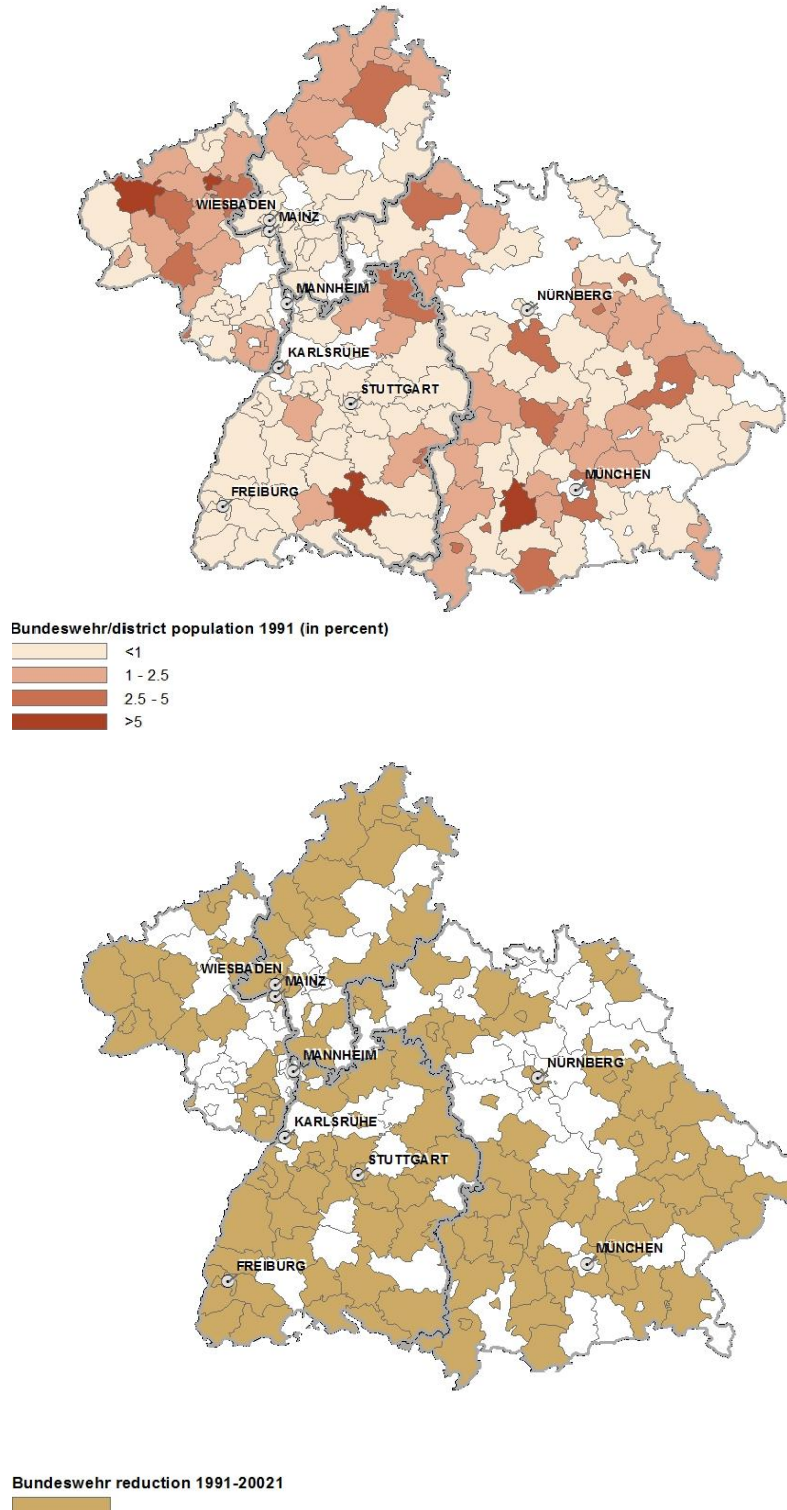 WIESBADEN
MAINZ
MANNHEIM
NÜRNBERG
KARLSRUHE
STUTTGART
MÜNCHEN
FREIBURG
Bundeswehr/district population 1991 (in percent)
<1
1 - 2.5
2.5 - 5
>5
WIESBADEN
MAINZ
MANNHEIM
NÜRNBERG
KARLSRUHE
STUTTGART
MÜNCHEN
FREIBURG
Bundeswehr reduction 1991-20021